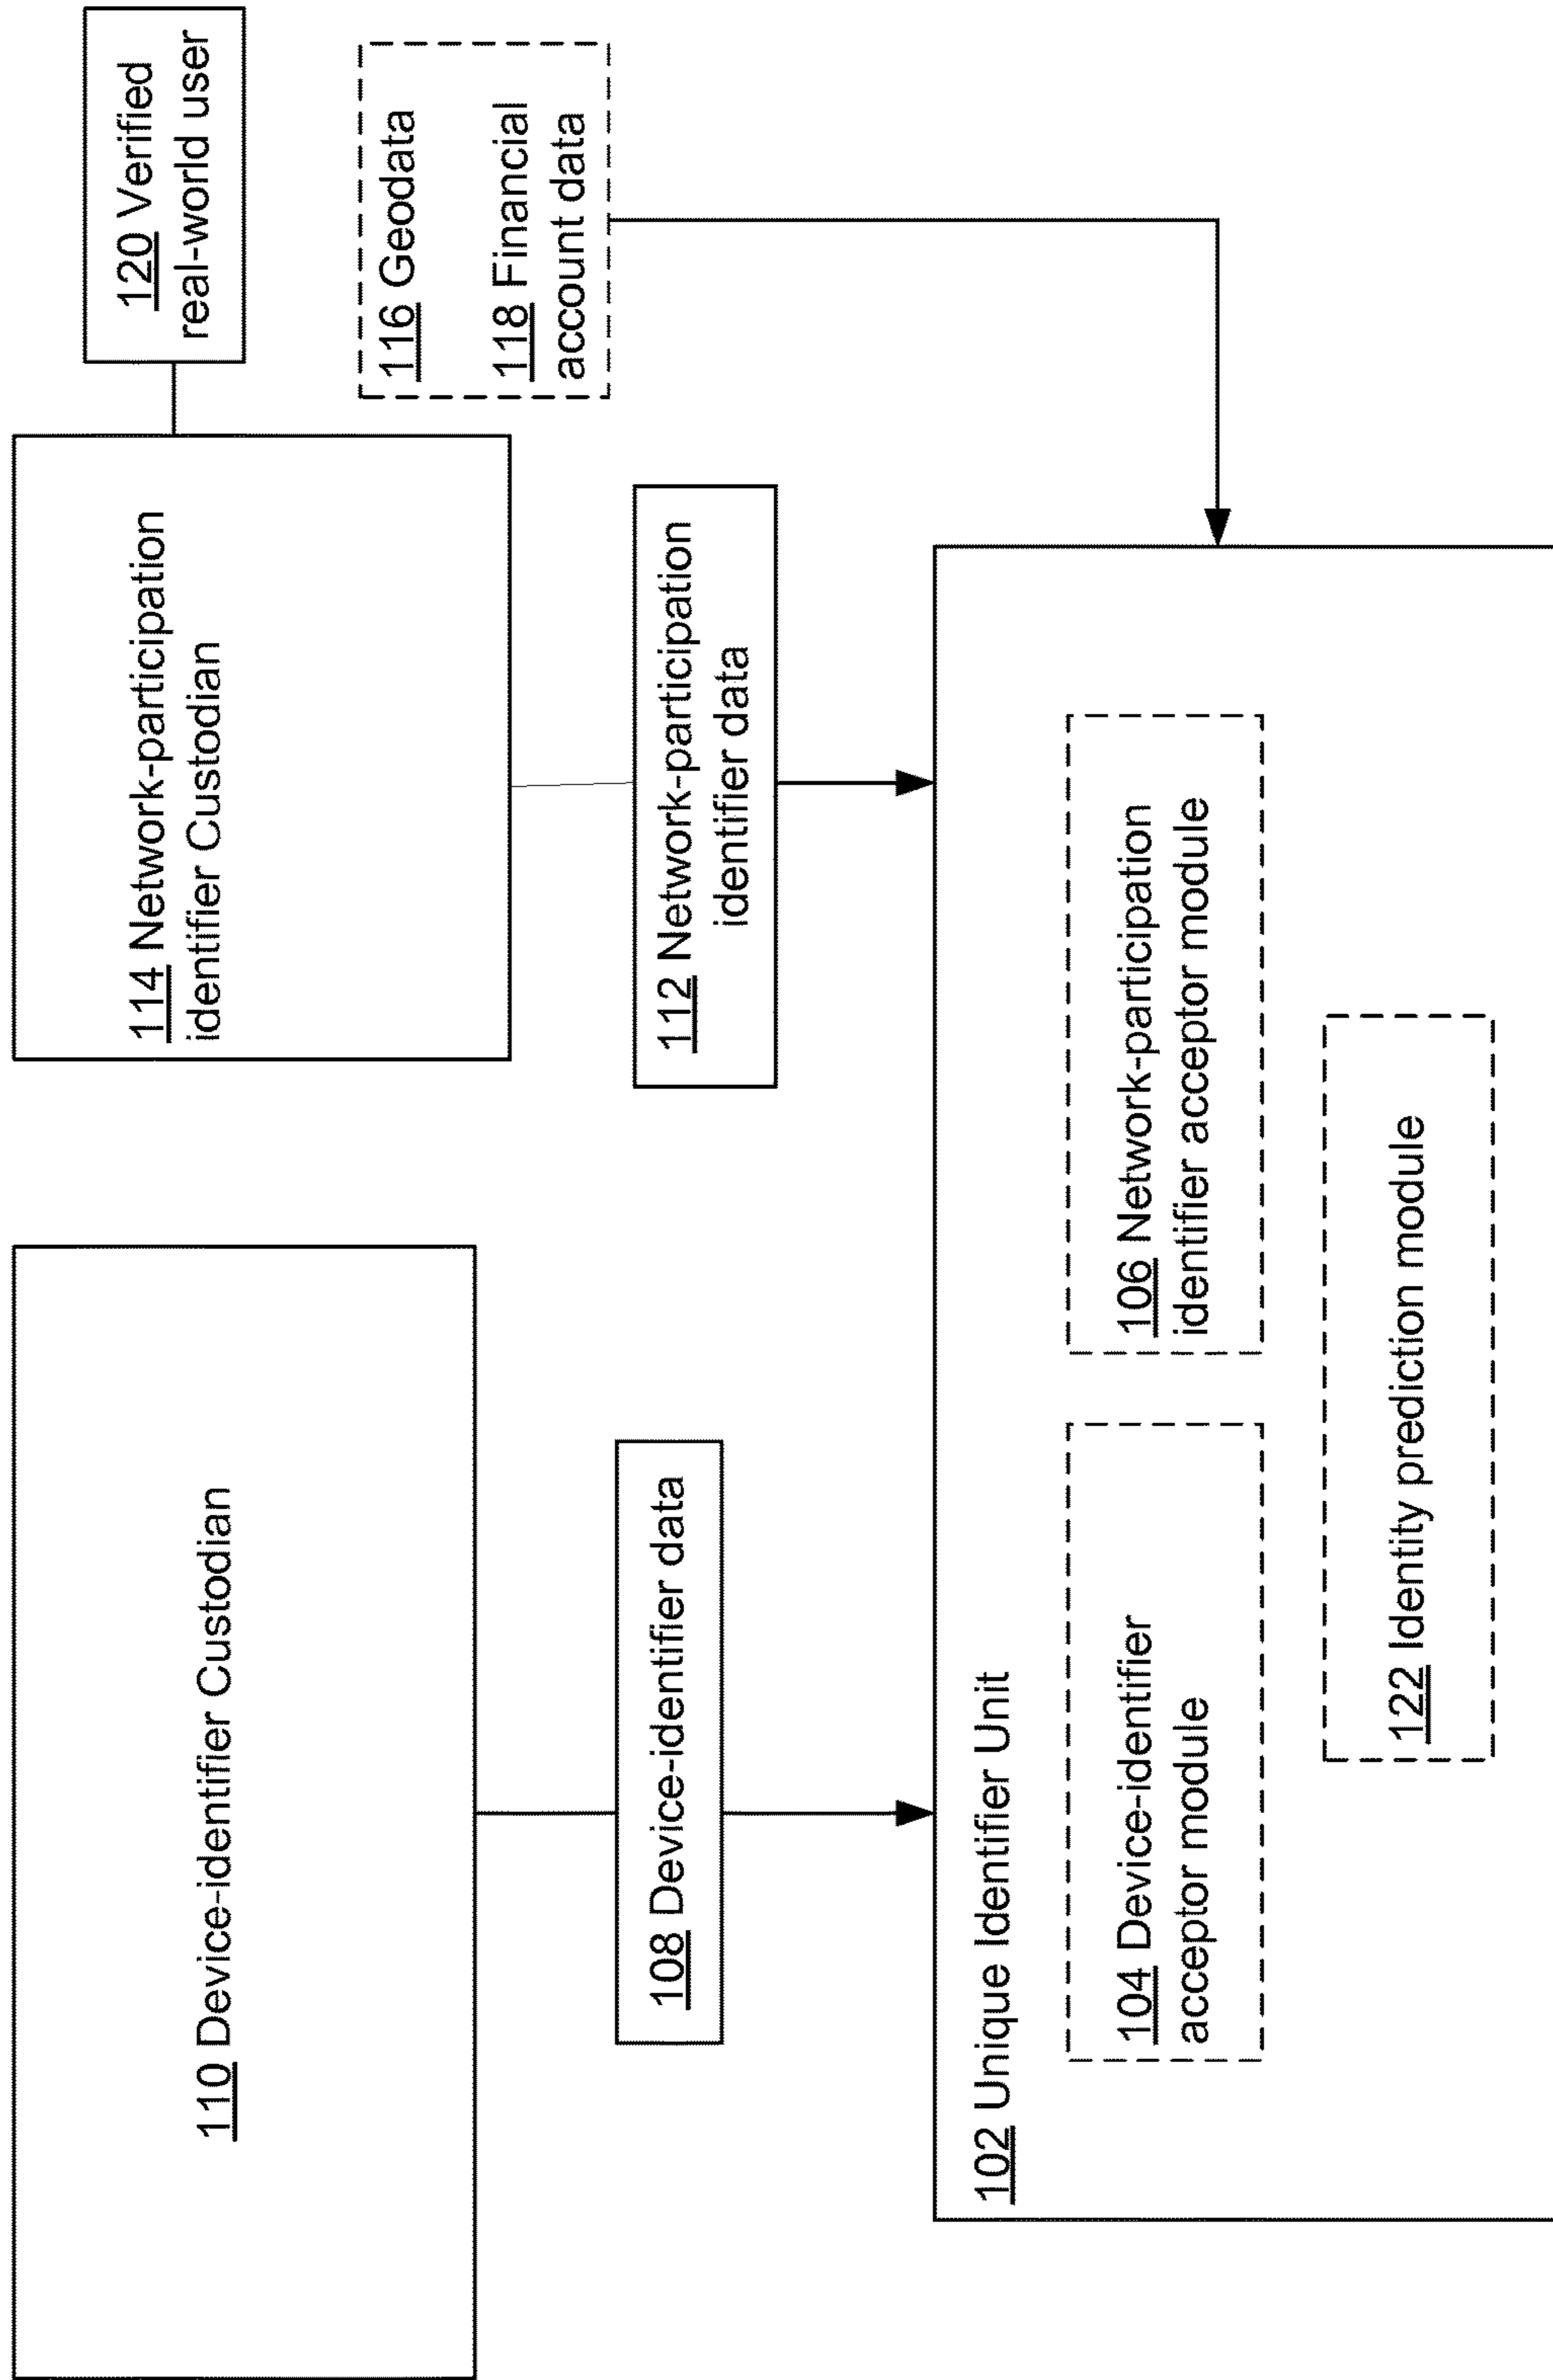 110 Device-identifier Custodian
114 Network-participation
identifier Custodian
120 Verified
real-world user
116 Geodata
118 Financial
account data
108 Device-identifier data
112 Network-participation
identifier data
102 Unique Identifier Unit
104 Device-identifier
acceptor module
106 Network-participation
identifier acceptor module
122 Identity prediction module